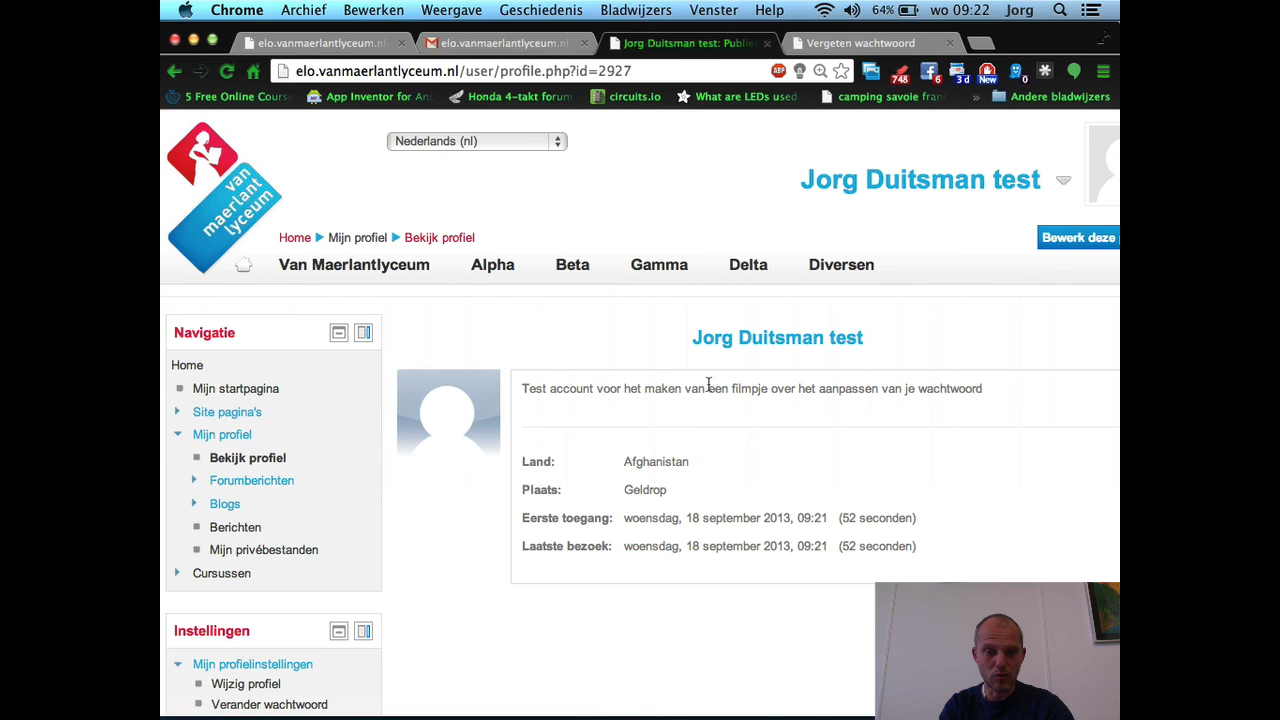 Chrome Archief Bewerken Weergave Geschiedenis Bladwijzers Venster Help 64% wo 09:22 Jorg
elo.vanmaerlantlyceum.nl elo.vanmaerlantlyceum.nl Jorg Duitsman test: Publie Vergeten wachtwoord
elo.vanmaerlantlyceum.nl/user/profile.php?id=2927 ABP 748 6 3 d New 0
5 Free Online Cours App Inventor for An Honda 4-takt forum circuits.io What are LEDs used camping savoie fran » Andere bladwijzers
van
maerlant
lyceum
Nederlands (nl)
Jorg Duitsman test
Home Mijn profiel Bekijk profiel
Bewerk deze
Van Maerlantlyceum Alpha Beta Gamma Delta Diversen
Navigatie
Home
Mijn startpagina
Site pagina's
Mijn profiel
Bekijk profiel
Forumberichten
Blogs
Berichten
Mijn privébestanden
Cursussen
Instellingen
Mijn profielinstellingen
Wijzig profiel
Verander wachtwoord
Jorg Duitsman test
Test account voor het maken van een filmpje over het aanpassen van je wachtwoord
Land: Afghanistan
Plaats: Geldrop
Eerste toegang: woensdag, 18 september 2013, 09:21 (52 seconden)
Laatste bezoek: woensdag, 18 september 2013, 09:21 (52 seconden)